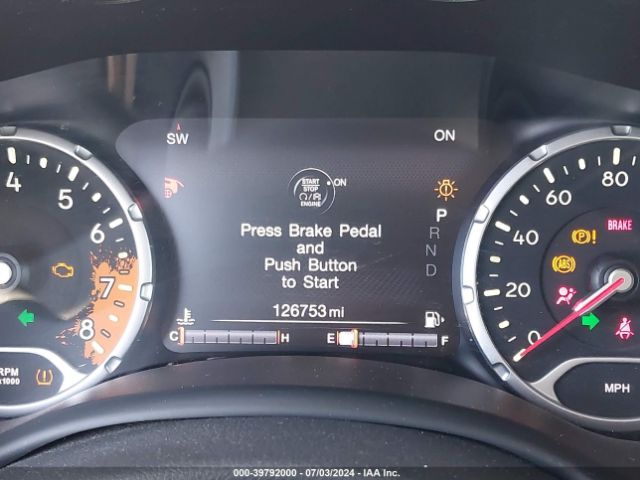 SW
ON
START
STOP
ENGINE
ON
Press Brake Pedal
and
Push Button
to Start
126753 mi
C H
E F
P
R
N
D
4
5
6
7
8
RPM
x1000
0
20
40
60
80
BRAKE
(P)!
ABS
MPH
000-39792000 - 07/03/2024 - IAA Inc.